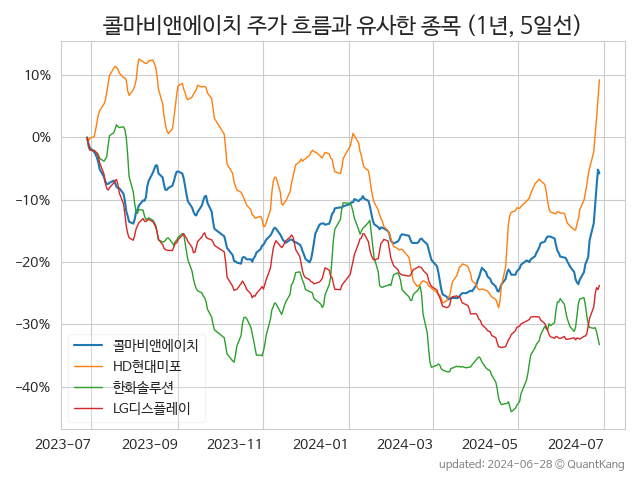 콜마비앤에이치 주가 흐름과 유사한 종목 (1년, 5일선)
10%
0%
−10%
−20%
−30%
−40%
콜마비앤에이치
HD현대미포
한화솔루션
LG디스플레이
2023-07
2023-09
2023-11
2024-01
2024-03
2024-05
2024-07
updated: 2024-06-28 © QuantKang